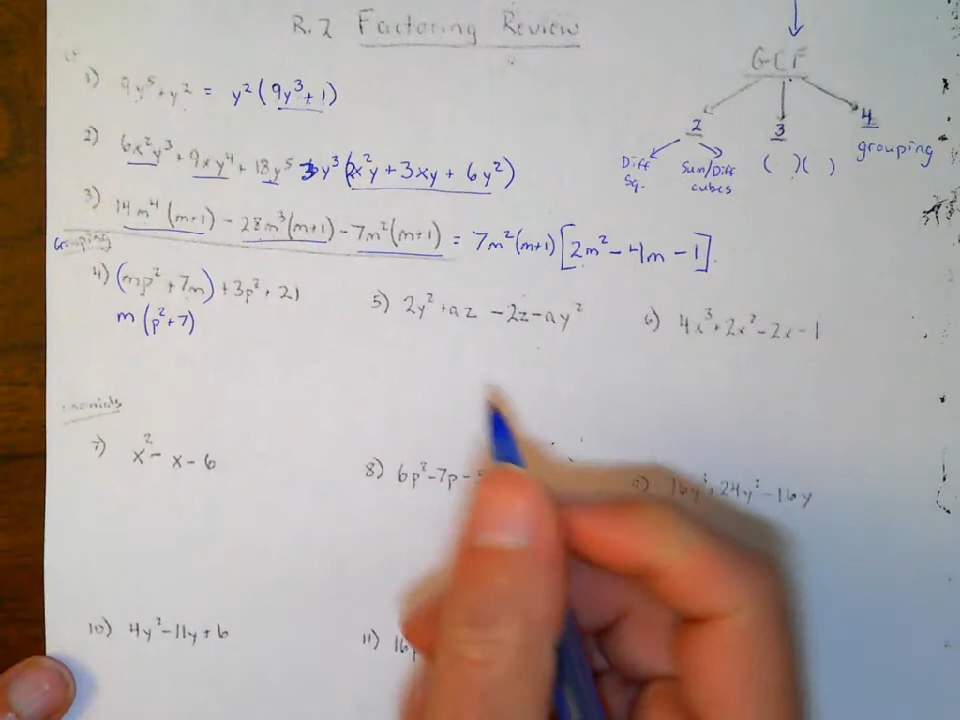 R.2 Factoring Review
GCF
2 3 4
Diff Sq. Sum/Diff cubes ( )( ) grouping
1) 9y⁵+y² = y²(9y³+1)
2) 6x²y³+9xy⁴+18y⁵ 3y³(2x²y+3xy+6y²)
3) 14m⁴(m+1) - 28m³(m+1) - 7m²(m+1) = 7m²(m+1)[2m²-4m-1]
Grouping
4) (mp²+7m)+3p²+21
m(p²+7)
5) 2y²+az-2z-ay²
6) 4x³+2x²-2x-1
7) x²-x-6
8) 6p²-7p-5
9) 16y³+24y²-16y
10) 4y²-11y+6
11)